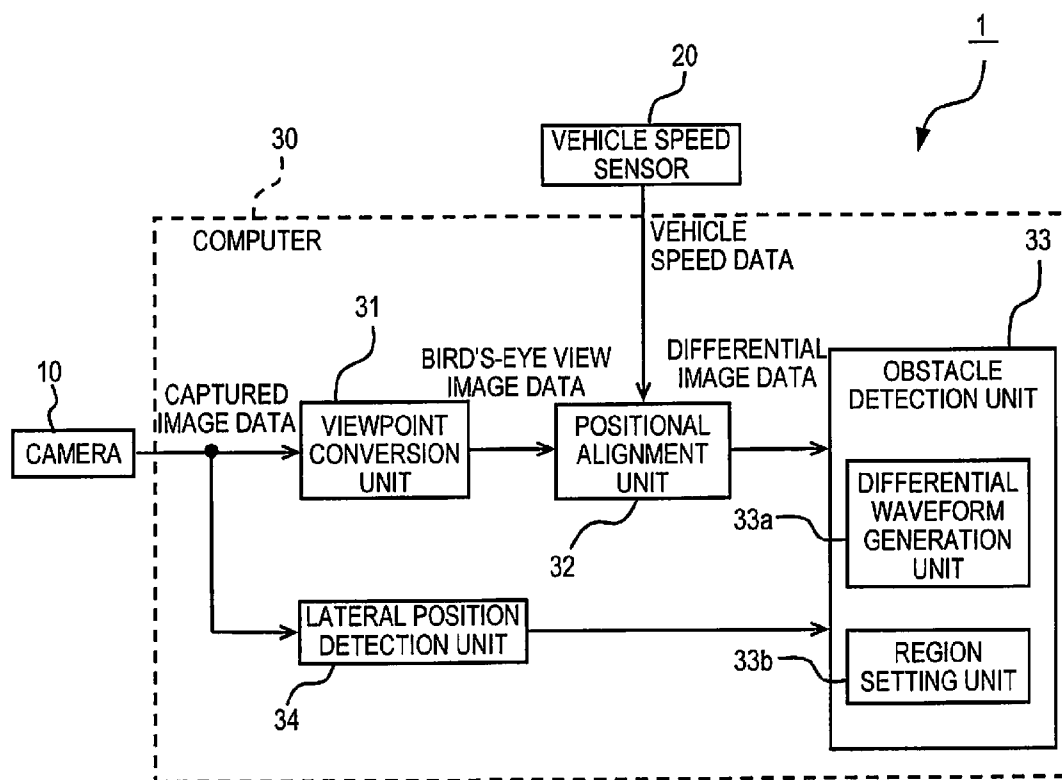 1
20
VEHICLE SPEED
SENSOR
30
COMPUTER
VEHICLE
SPEED DATA
33
31
BIRD'S-EYE VIEW
IMAGE DATA
DIFFERENTIAL
IMAGE DATA
OBSTACLE
DETECTION UNIT
10
CAPTURED
IMAGE DATA
CAMERA
VIEWPOINT
CONVERSION
UNIT
POSITIONAL
ALIGNMENT
UNIT
32
33a
DIFFERENTIAL
WAVEFORM
GENERATION
UNIT
LATERAL POSITION
DETECTION UNIT
34
33b
REGION
SETTING UNIT